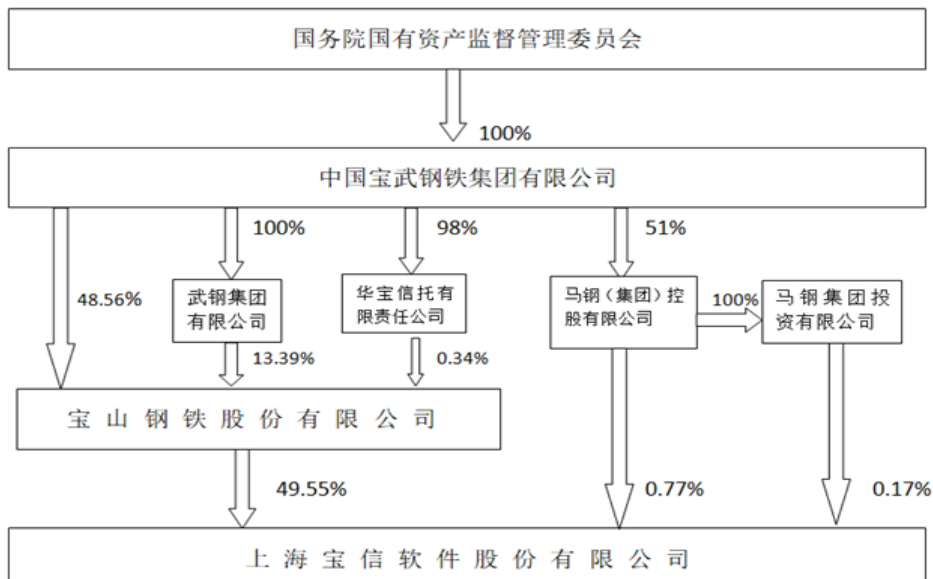 国务院国有资产监督管理委员会
100%
中国宝武钢铁集团有限公司
100%
98%
51%
48.56%
武钢集团
有限公司
华宝信托有
限责任公司
马钢（集团）控
股有限公司
100%
马钢集团投
资有限公司
13.39%
0.34%
宝山钢铁股份有限公司
49.55%
0.77%
0.17%
上海宝信软件股份有限公司